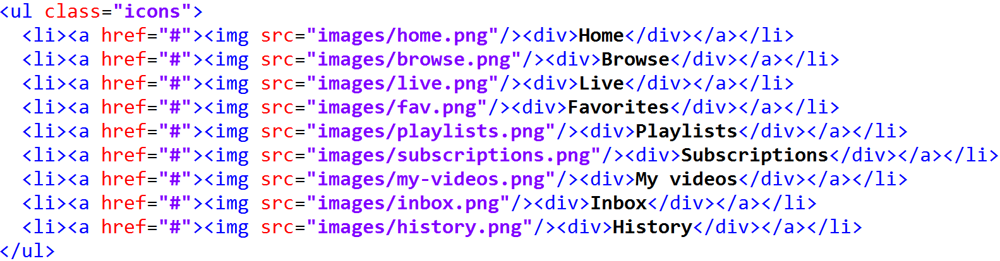 <ul class="icons">
  <li><a href="#"><img src="images/home.png"/><div>Home</div></a></li>
  <li><a href="#"><img src="images/browse.png"/><div>Browse</div></a></li>
  <li><a href="#"><img src="images/live.png"/><div>Live</div></a></li>
  <li><a href="#"><img src="images/fav.png"/><div>Favorites</div></a></li>
  <li><a href="#"><img src="images/playlists.png"/><div>Playlists</div></a></li>
  <li><a href="#"><img src="images/subscriptions.png"/><div>Subscriptions</div></a></li>
  <li><a href="#"><img src="images/my-videos.png"/><div>My videos</div></a></li>
  <li><a href="#"><img src="images/inbox.png"/><div>Inbox</div></a></li>
  <li><a href="#"><img src="images/history.png"/><div>History</div></a></li>
</ul>